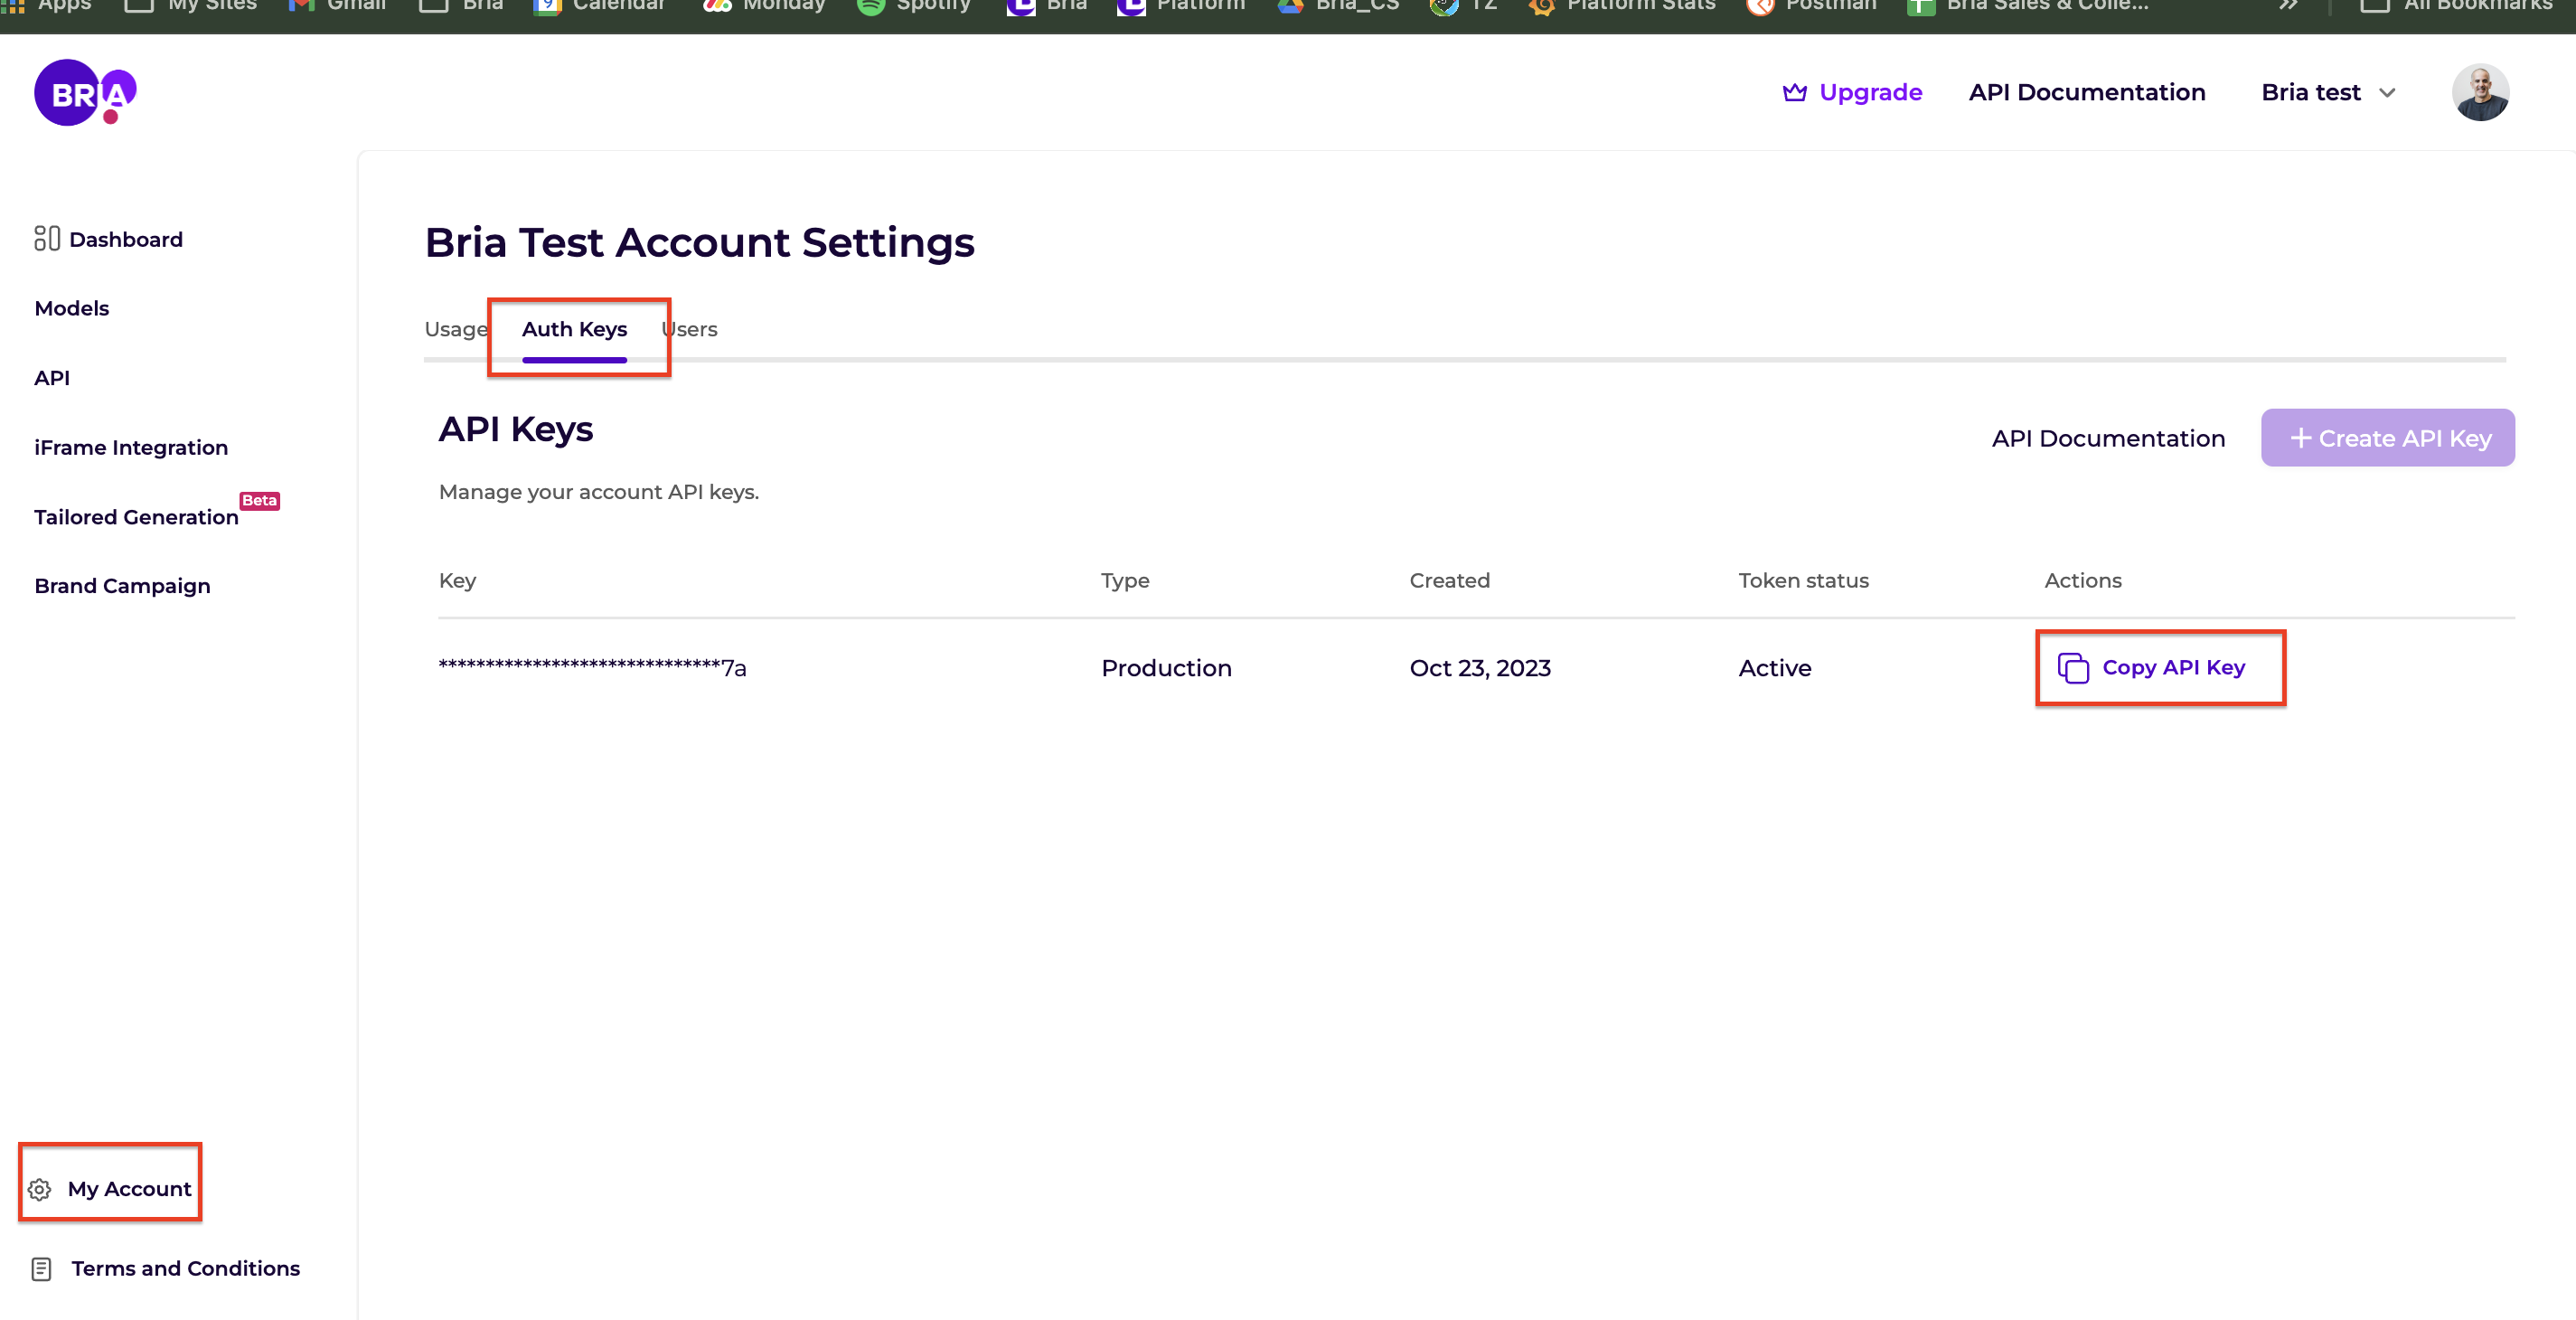 Apps My Sites Gmail Bria 9 Calendar Monday Spotify Bria Platform Bria_CS TZ Platform Stats Postman Bria Sales & Colle... » All Bookmarks
BRIA
Upgrade API Documentation Bria test
Dashboard
Models
API
iFrame Integration
Tailored Generation Beta
Brand Campaign
My Account
Terms and Conditions
Bria Test Account Settings
Usage Auth Keys Users
API Keys
API Documentation + Create API Key
Manage your account API keys.
Key Type Created Token status Actions
******************************7a Production Oct 23, 2023 Active Copy API Key